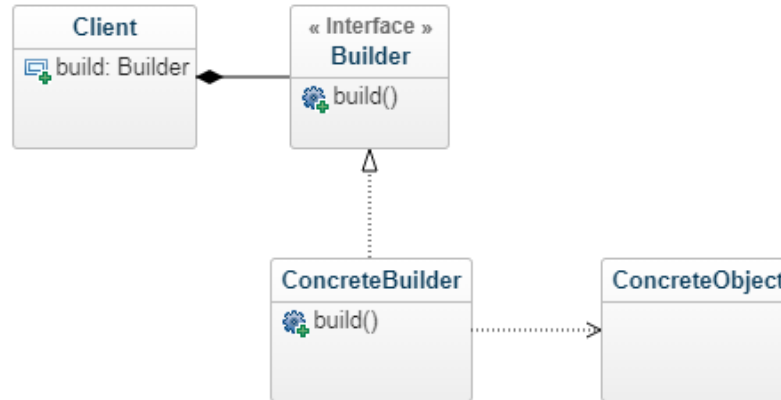 Client
build: Builder
« Interface »
Builder
build()
ConcreteBuilder
build()
ConcreteObject